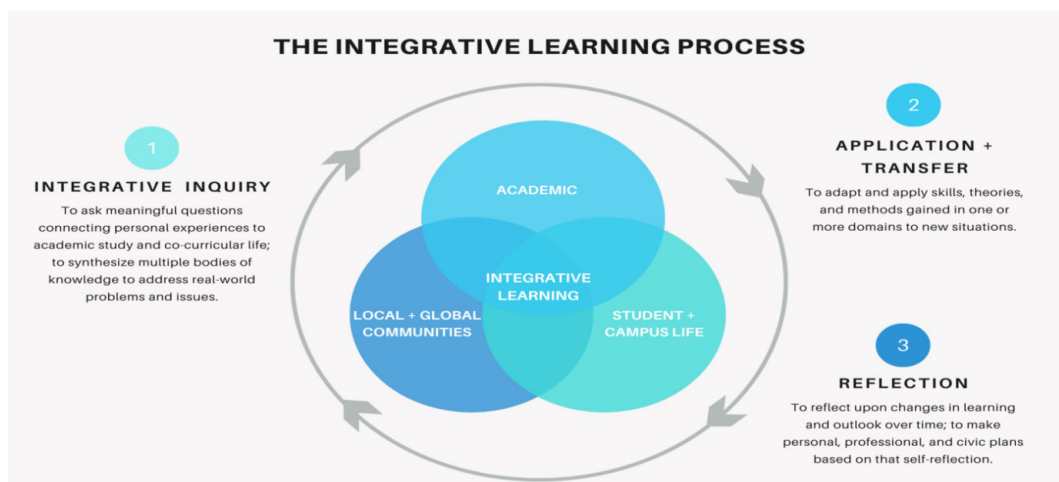 THE INTEGRATIVE LEARNING PROCESS
1
INTEGRATIVE INQUIRY
To ask meaningful questions
connecting personal experiences to
academic study and co-curricular life;
to synthesize multiple bodies of
knowledge to address real-world
problems and issues.
ACADEMIC
INTEGRATIVE
LEARNING
LOCAL + GLOBAL
COMMUNITIES
STUDENT +
CAMPUS LIFE
2
APPLICATION +
TRANSFER
To adapt and apply skills, theories,
and methods gained in one or
more domains to new situations.
3
REFLECTION
To reflect upon changes in learning
and outlook over time; to make
personal, professional, and civic plans
based on that self-reflection.